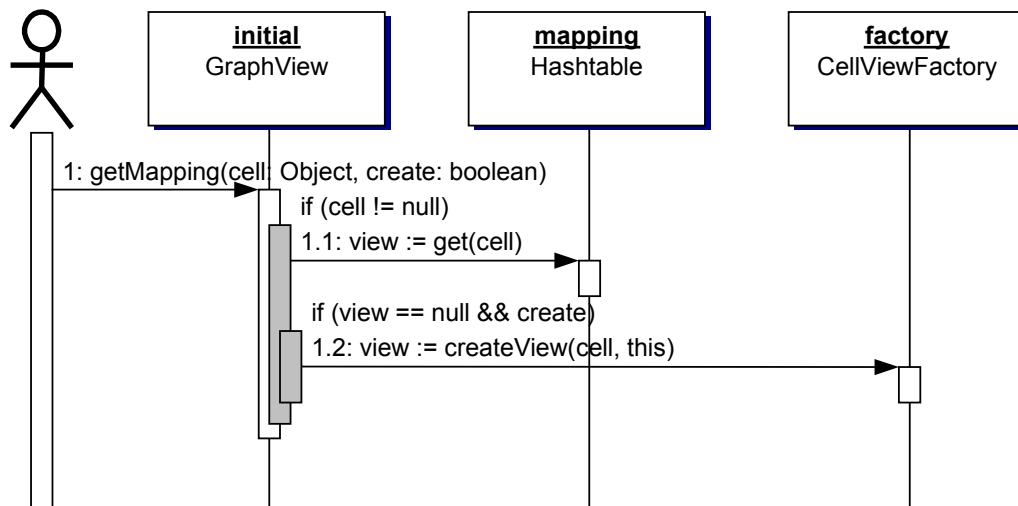 initial
GraphView
mapping
Hashtable
factory
CellViewFactory
1: getMapping(cell: Object, create: boolean)
if (cell != null)
1.1: view := get(cell)
if (view == null && create)
1.2: view := createView(cell, this)